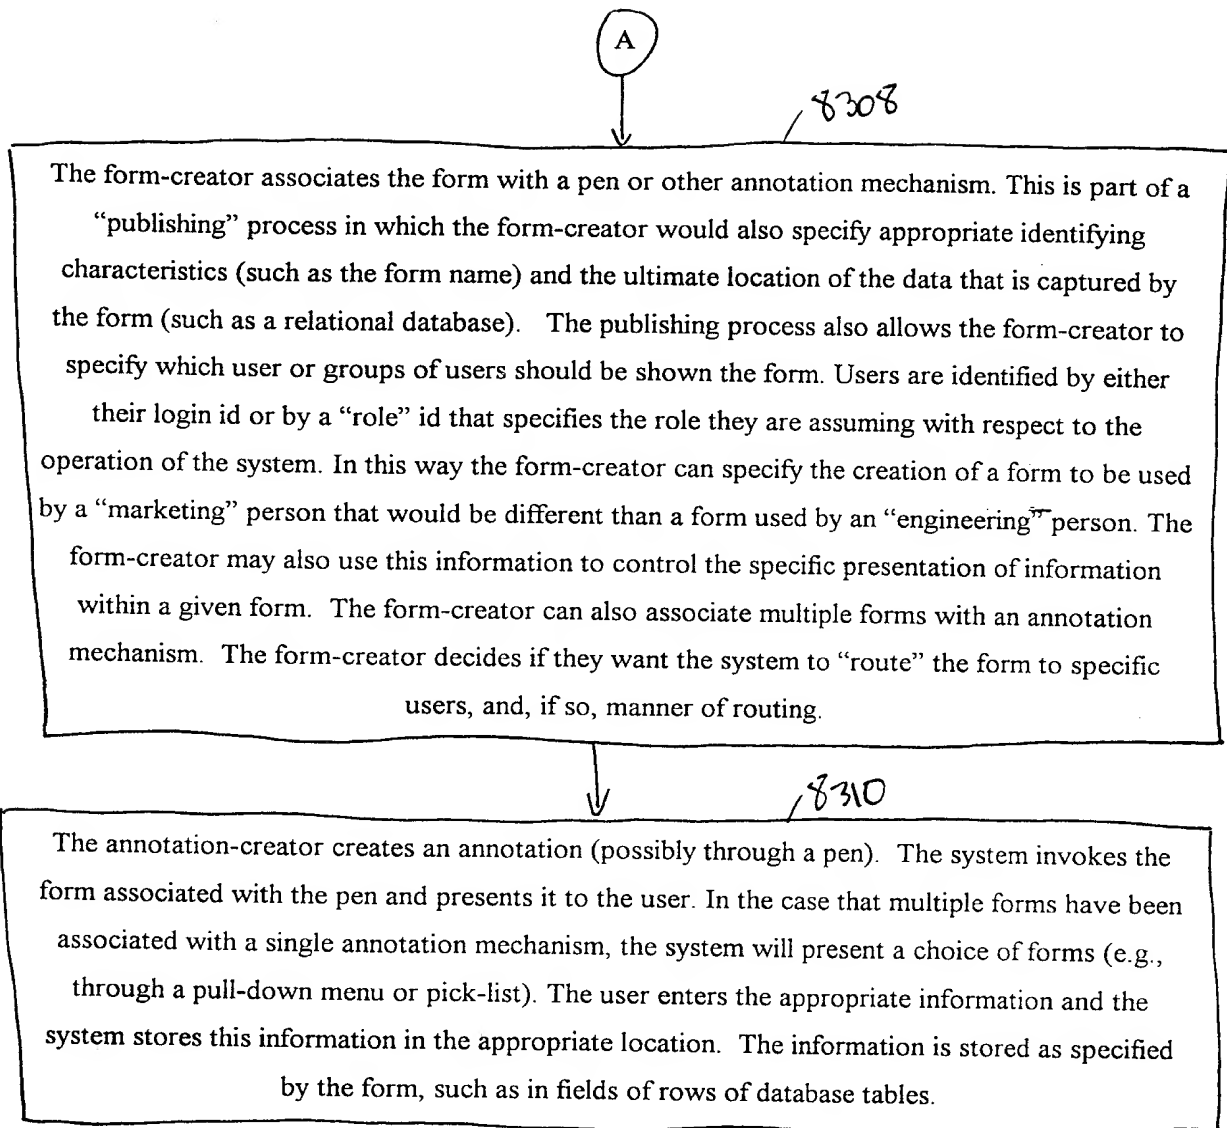 A
8308
The form-creator associates the form with a pen or other annotation mechanism. This is part of a
“publishing” process in which the form-creator would also specify appropriate identifying
characteristics (such as the form name) and the ultimate location of the data that is captured by
the form (such as a relational database). The publishing process also allows the form-creator to
specify which user or groups of users should be shown the form. Users are identified by either
their login id or by a “role” id that specifies the role they are assuming with respect to the
operation of the system. In this way the form-creator can specify the creation of a form to be used
by a “marketing” person that would be different than a form used by an “engineering” person. The
form-creator may also use this information to control the specific presentation of information
within a given form. The form-creator can also associate multiple forms with an annotation
mechanism. The form-creator decides if they want the system to “route” the form to specific
users, and, if so, manner of routing.
8310
The annotation-creator creates an annotation (possibly through a pen). The system invokes the
form associated with the pen and presents it to the user. In the case that multiple forms have been
associated with a single annotation mechanism, the system will present a choice of forms (e.g.,
through a pull-down menu or pick-list). The user enters the appropriate information and the
system stores this information in the appropriate location. The information is stored as specified
by the form, such as in fields of rows of database tables.